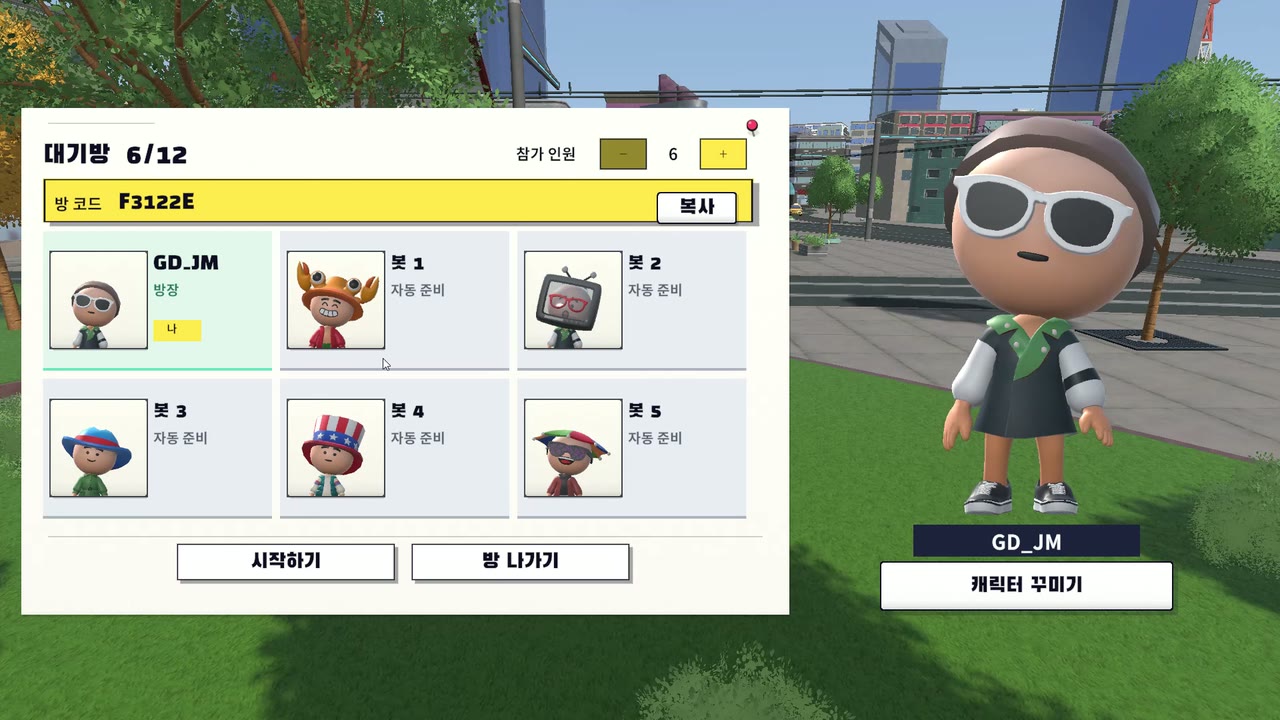 대기방 6/12
참가 인원 - 6 +
방 코드 F3122E 복사
GD_JM
방장
나
봇 1
자동 준비
봇 2
자동 준비
봇 3
자동 준비
봇 4
자동 준비
봇 5
자동 준비
시작하기
방 나가기
GD_JM
캐릭터 꾸미기